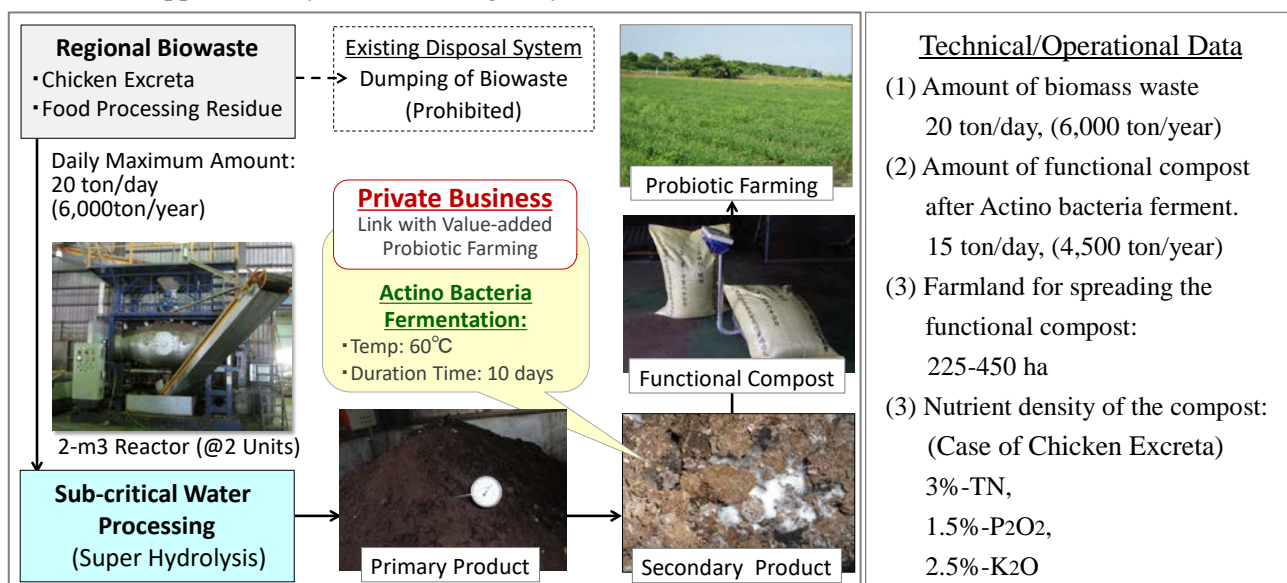 Regional Biowaste
・Chicken Excreta
・Food Processing Residue
Existing Disposal System
Dumping of Biowaste
(Prohibited)
Daily Maximum Amount:
20 ton/day
(6,000ton/year)
Private Business
Link with Value-added
Probiotic Farming
Actino Bacteria
Fermentation:
・Temp: 60℃
・Duration Time: 10 days
Probiotic Farming
Functional Compost
2-m3 Reactor (@2 Units)
Sub-critical Water
Processing
(Super Hydrolysis)
Primary Product
Secondary Product
Technical/Operational Data
(1) Amount of biomass waste
20 ton/day, (6,000 ton/year)
(2) Amount of functional compost
after Actino bacteria ferment.
15 ton/day, (4,500 ton/year)
(3) Farmland for spreading the
functional compost:
225-450 ha
(3) Nutrient density of the compost:
(Case of Chicken Excreta)
3%-TN,
1.5%-P2O2,
2.5%-K2O